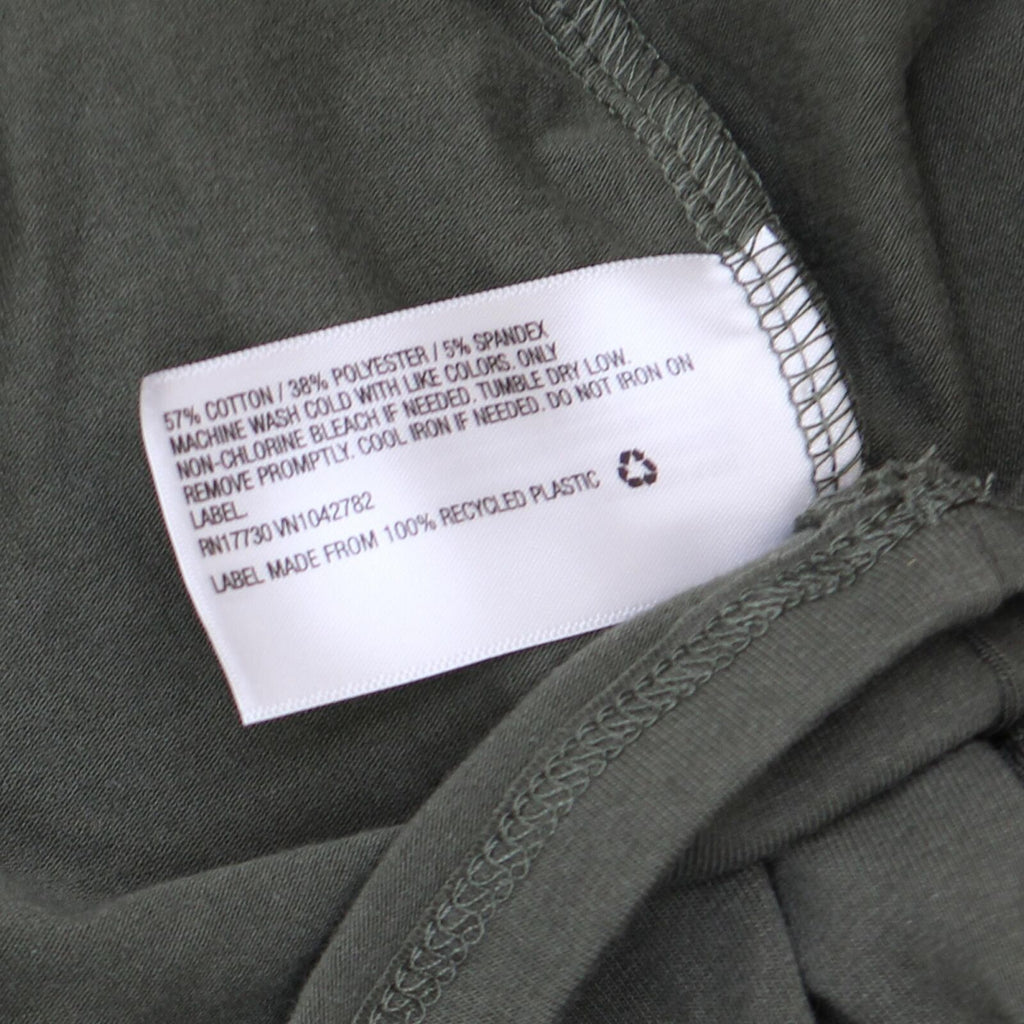 57% COTTON / 38% POLYESTER / 5% SPANDEX
MACHINE WASH COLD WITH LIKE COLORS. ONLY
NON-CHLORINE BLEACH IF NEEDED. TUMBLE DRY LOW.
REMOVE PROMPTLY. COOL IRON IF NEEDED. DO NOT IRON ON
LABEL.
RN17730 VN1042782
LABEL MADE FROM 100% RECYCLED PLASTIC